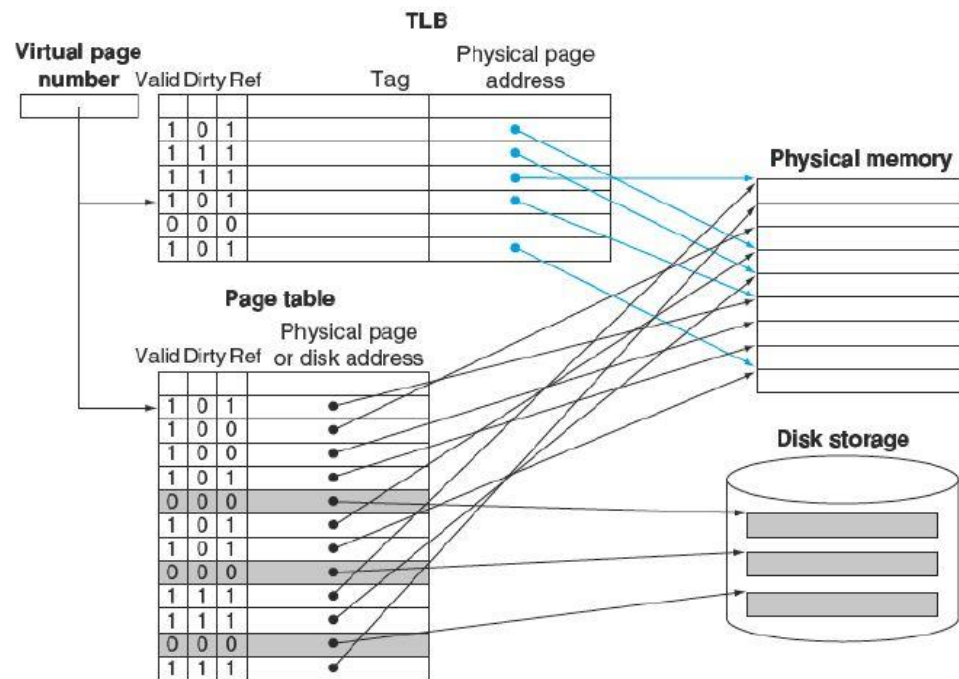 TLB
Virtual page
number
Valid Dirty Ref
Tag
Physical page
address
1 0 1
1 1 1
1 1 1
1 0 1
0 0 0
1 0 1
Physical memory
Page table
Valid Dirty Ref
Physical page
or disk address
1 0 1
1 0 0
1 0 0
1 0 1
0 0 0
1 0 1
1 0 1
0 0 0
1 1 1
1 1 1
0 0 0
1 1 1
Disk storage